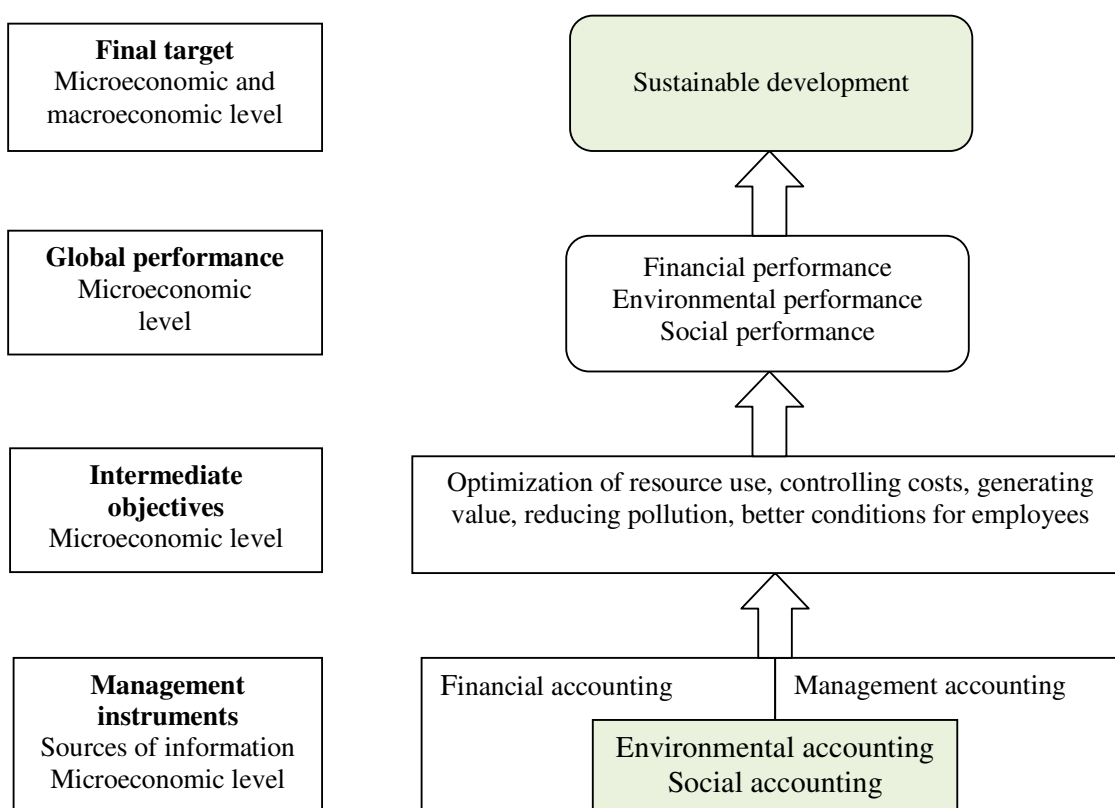 Final target
Microeconomic and
macroeconomic level
Sustainable development
Global performance
Microeconomic
level
Financial performance
Environmental performance
Social performance
Intermediate
objectives
Microeconomic level
Optimization of resource use, controlling costs, generating
value, reducing pollution, better conditions for employees
Management
instruments
Sources of information
Microeconomic level
Financial accounting
Management accounting
Environmental accounting
Social accounting